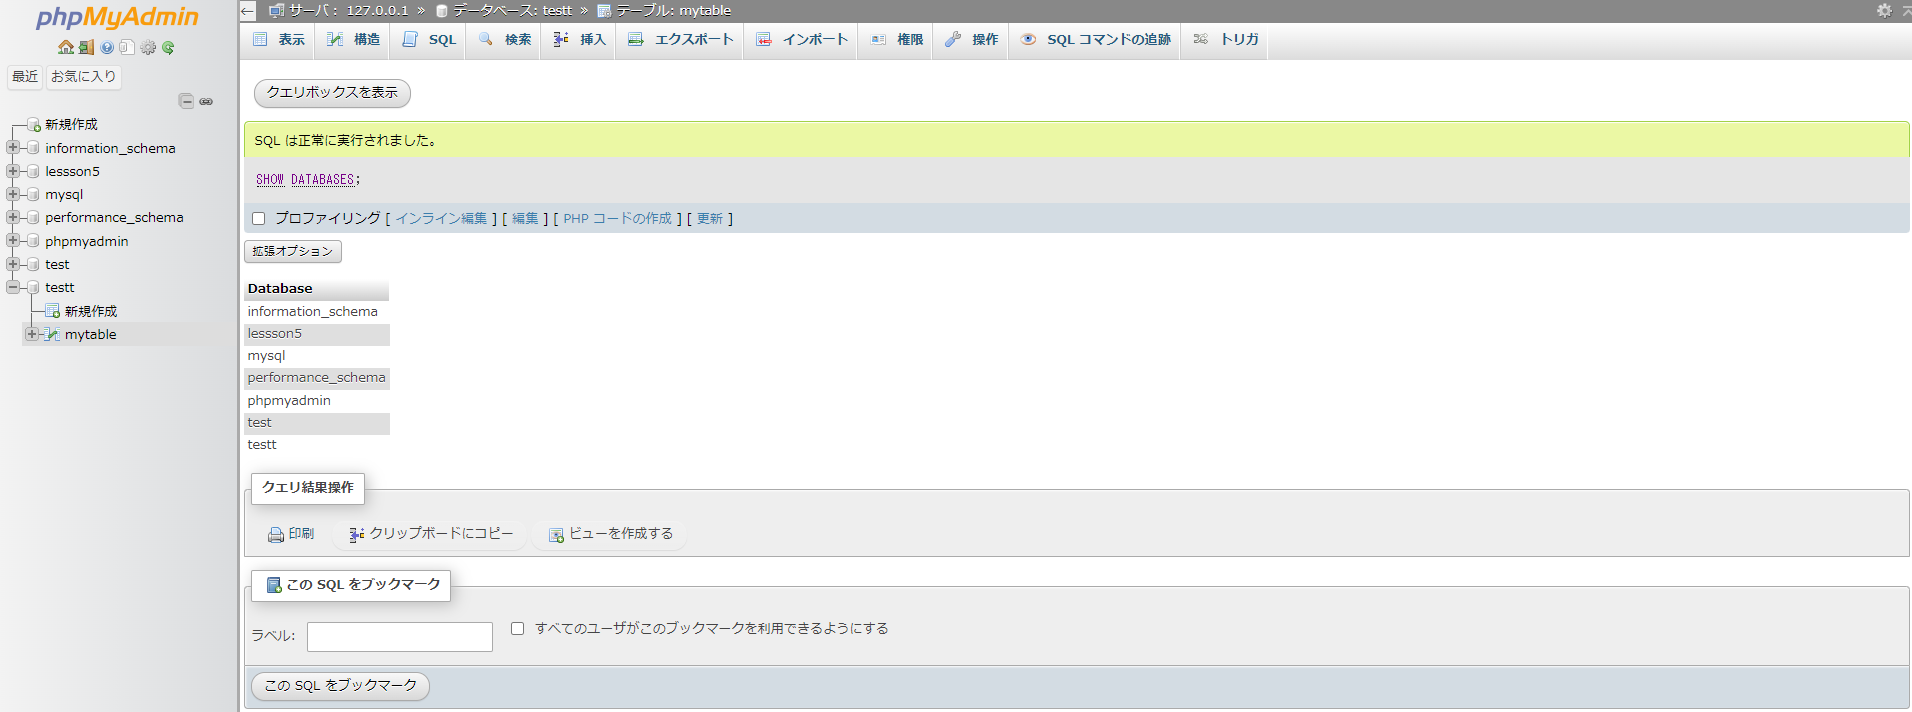 phpMyAdmin
最近 お気に入り
新規作成
information_schema
lessson5
mysql
performance_schema
phpmyadmin
test
testt
新規作成
mytable
サーバ: 127.0.0.1 » データベース: testt » テーブル: mytable
表示 構造 SQL 検索 挿入 エクスポート インポート 権限 操作 SQL コマンドの追跡 トリガ
クエリボックスを表示
SQL は正常に実行されました。
SHOW DATABASES;
プロファイリング [ インライン編集 ] [ 編集 ] [ PHP コードの作成 ] [ 更新 ]
拡張オプション
Database
information_schema
lessson5
mysql
performance_schema
phpmyadmin
test
testt
クエリ結果操作
印刷 クリップボードにコピー ビューを作成する
この SQL をブックマーク
ラベル: すべてのユーザがこのブックマークを利用できるようにする
この SQL をブックマーク